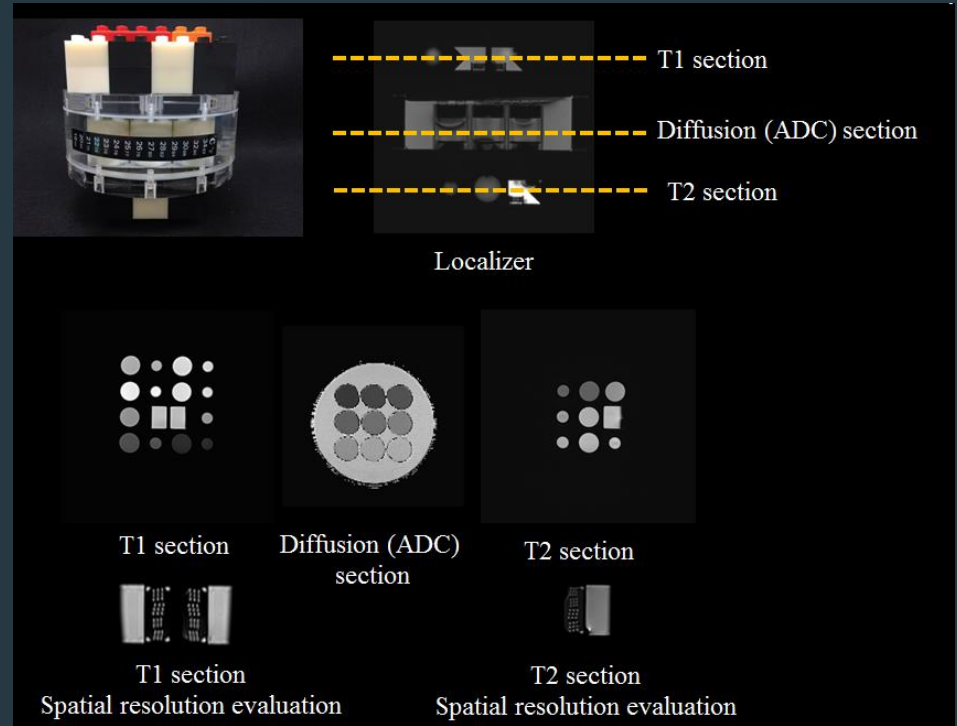 T1 section
Diffusion (ADC) section
T2 section
Localizer
T1 section
Diffusion (ADC)
section
T2 section
T1 section
Spatial resolution evaluation
T2 section
Spatial resolution evaluation